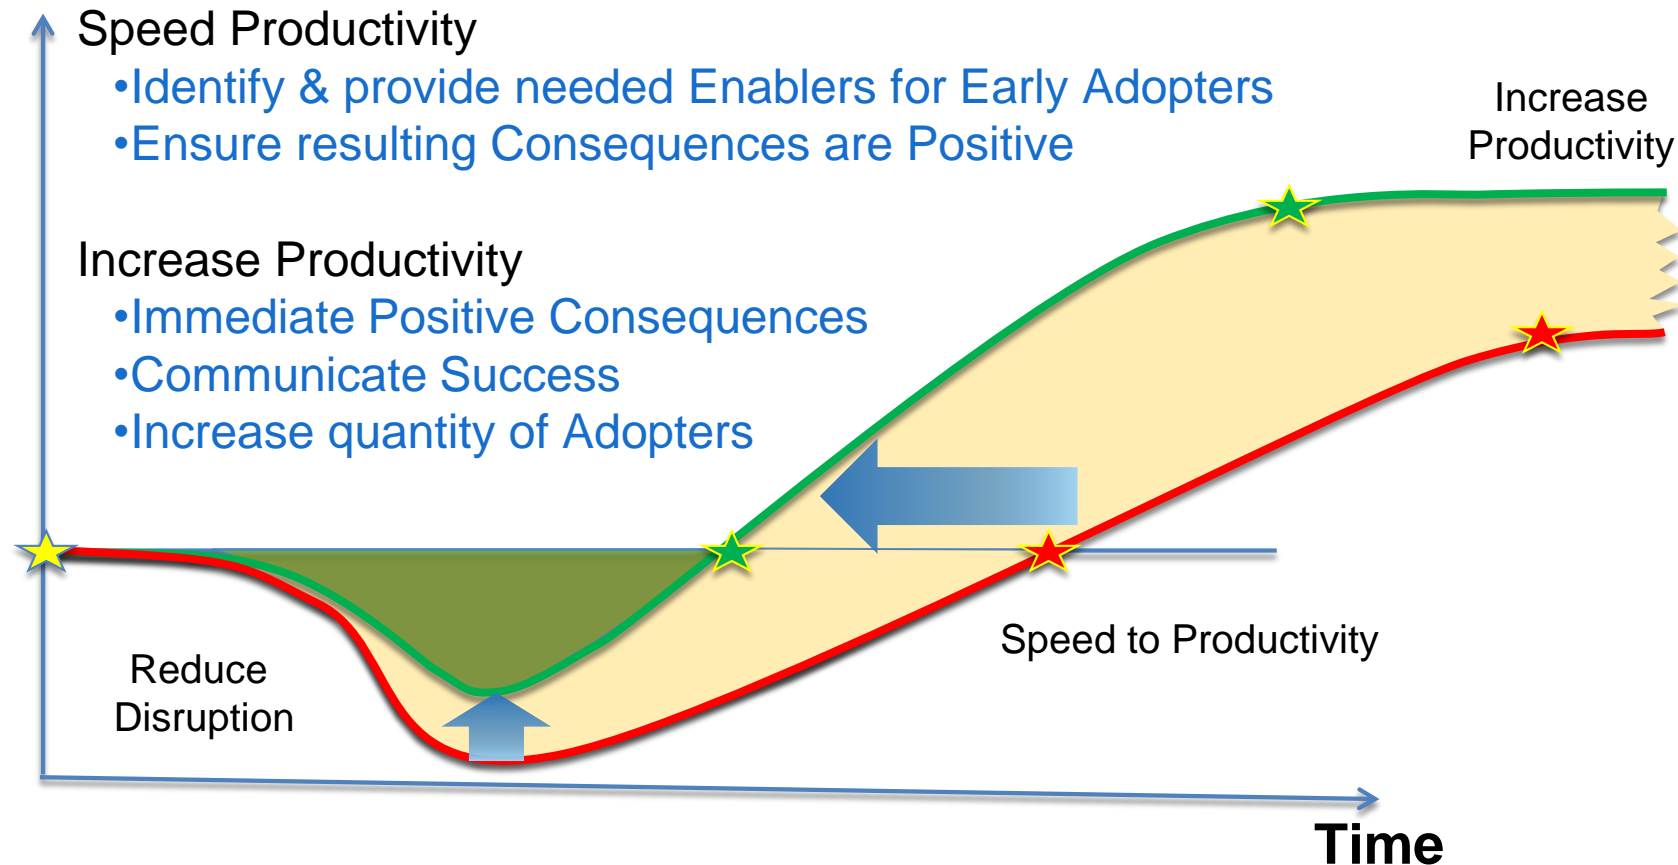 Speed Productivity
•Identify & provide needed Enablers for Early Adopters
•Ensure resulting Consequences are Positive
Increase
Productivity
Increase Productivity
•Immediate Positive Consequences
•Communicate Success
•Increase quantity of Adopters
Speed to Productivity
Reduce
Disruption
Time